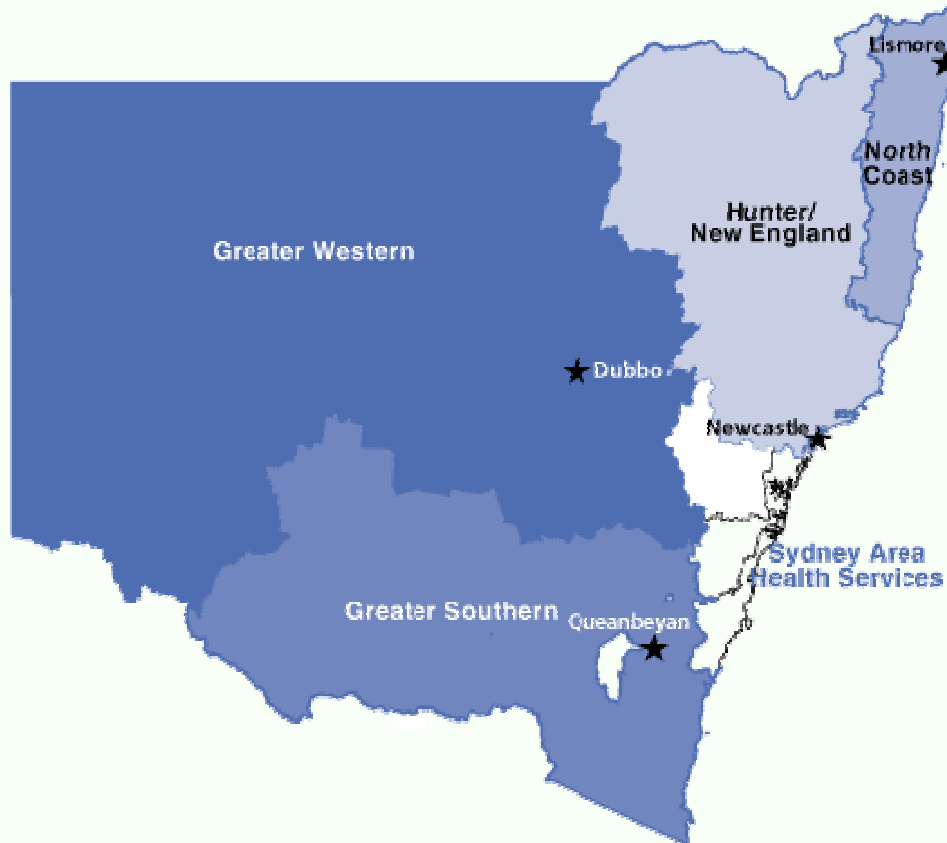 Lismore
North
Coast
Hunter/
New England
Greater Western
Dubbo
Newcastle
Sydney Area
Health Services
Greater Southern
Queanbeyan